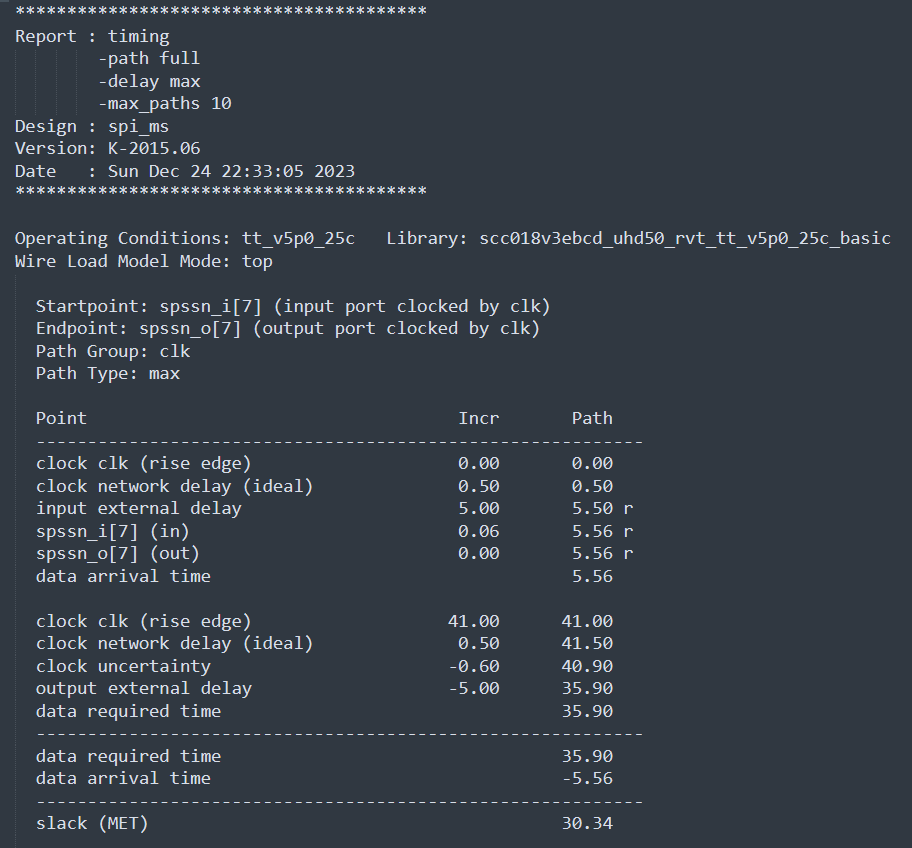 ****************************************
Report : timing
        -path full
        -delay max
        -max_paths 10
Design : spi_ms
Version: K-2015.06
Date   : Sun Dec 24 22:33:05 2023
****************************************

Operating Conditions: tt_v5p0_25c   Library: scc018v3ebcd_uhd50_rvt_tt_v5p0_25c_basic
Wire Load Model Mode: top

  Startpoint: spssn_i[7] (input port clocked by clk)
  Endpoint: spssn_o[7] (output port clocked by clk)
  Path Group: clk
  Path Type: max

  Point                                    Incr       Path
  -----------------------------------------------------------
  clock clk (rise edge)                    0.00       0.00
  clock network delay (ideal)              0.50       0.50
  input external delay                     5.00       5.50 r
  spssn_i[7] (in)                          0.06       5.56 r
  spssn_o[7] (out)                         0.00       5.56 r
  data arrival time                                   5.56

  clock clk (rise edge)                   41.00      41.00
  clock network delay (ideal)              0.50      41.50
  clock uncertainty                       -0.60      40.90
  output external delay                   -5.00      35.90
  data required time                                 35.90
  -----------------------------------------------------------
  data required time                                 35.90
  data arrival time                                  -5.56
  -----------------------------------------------------------
  slack (MET)                                        30.34